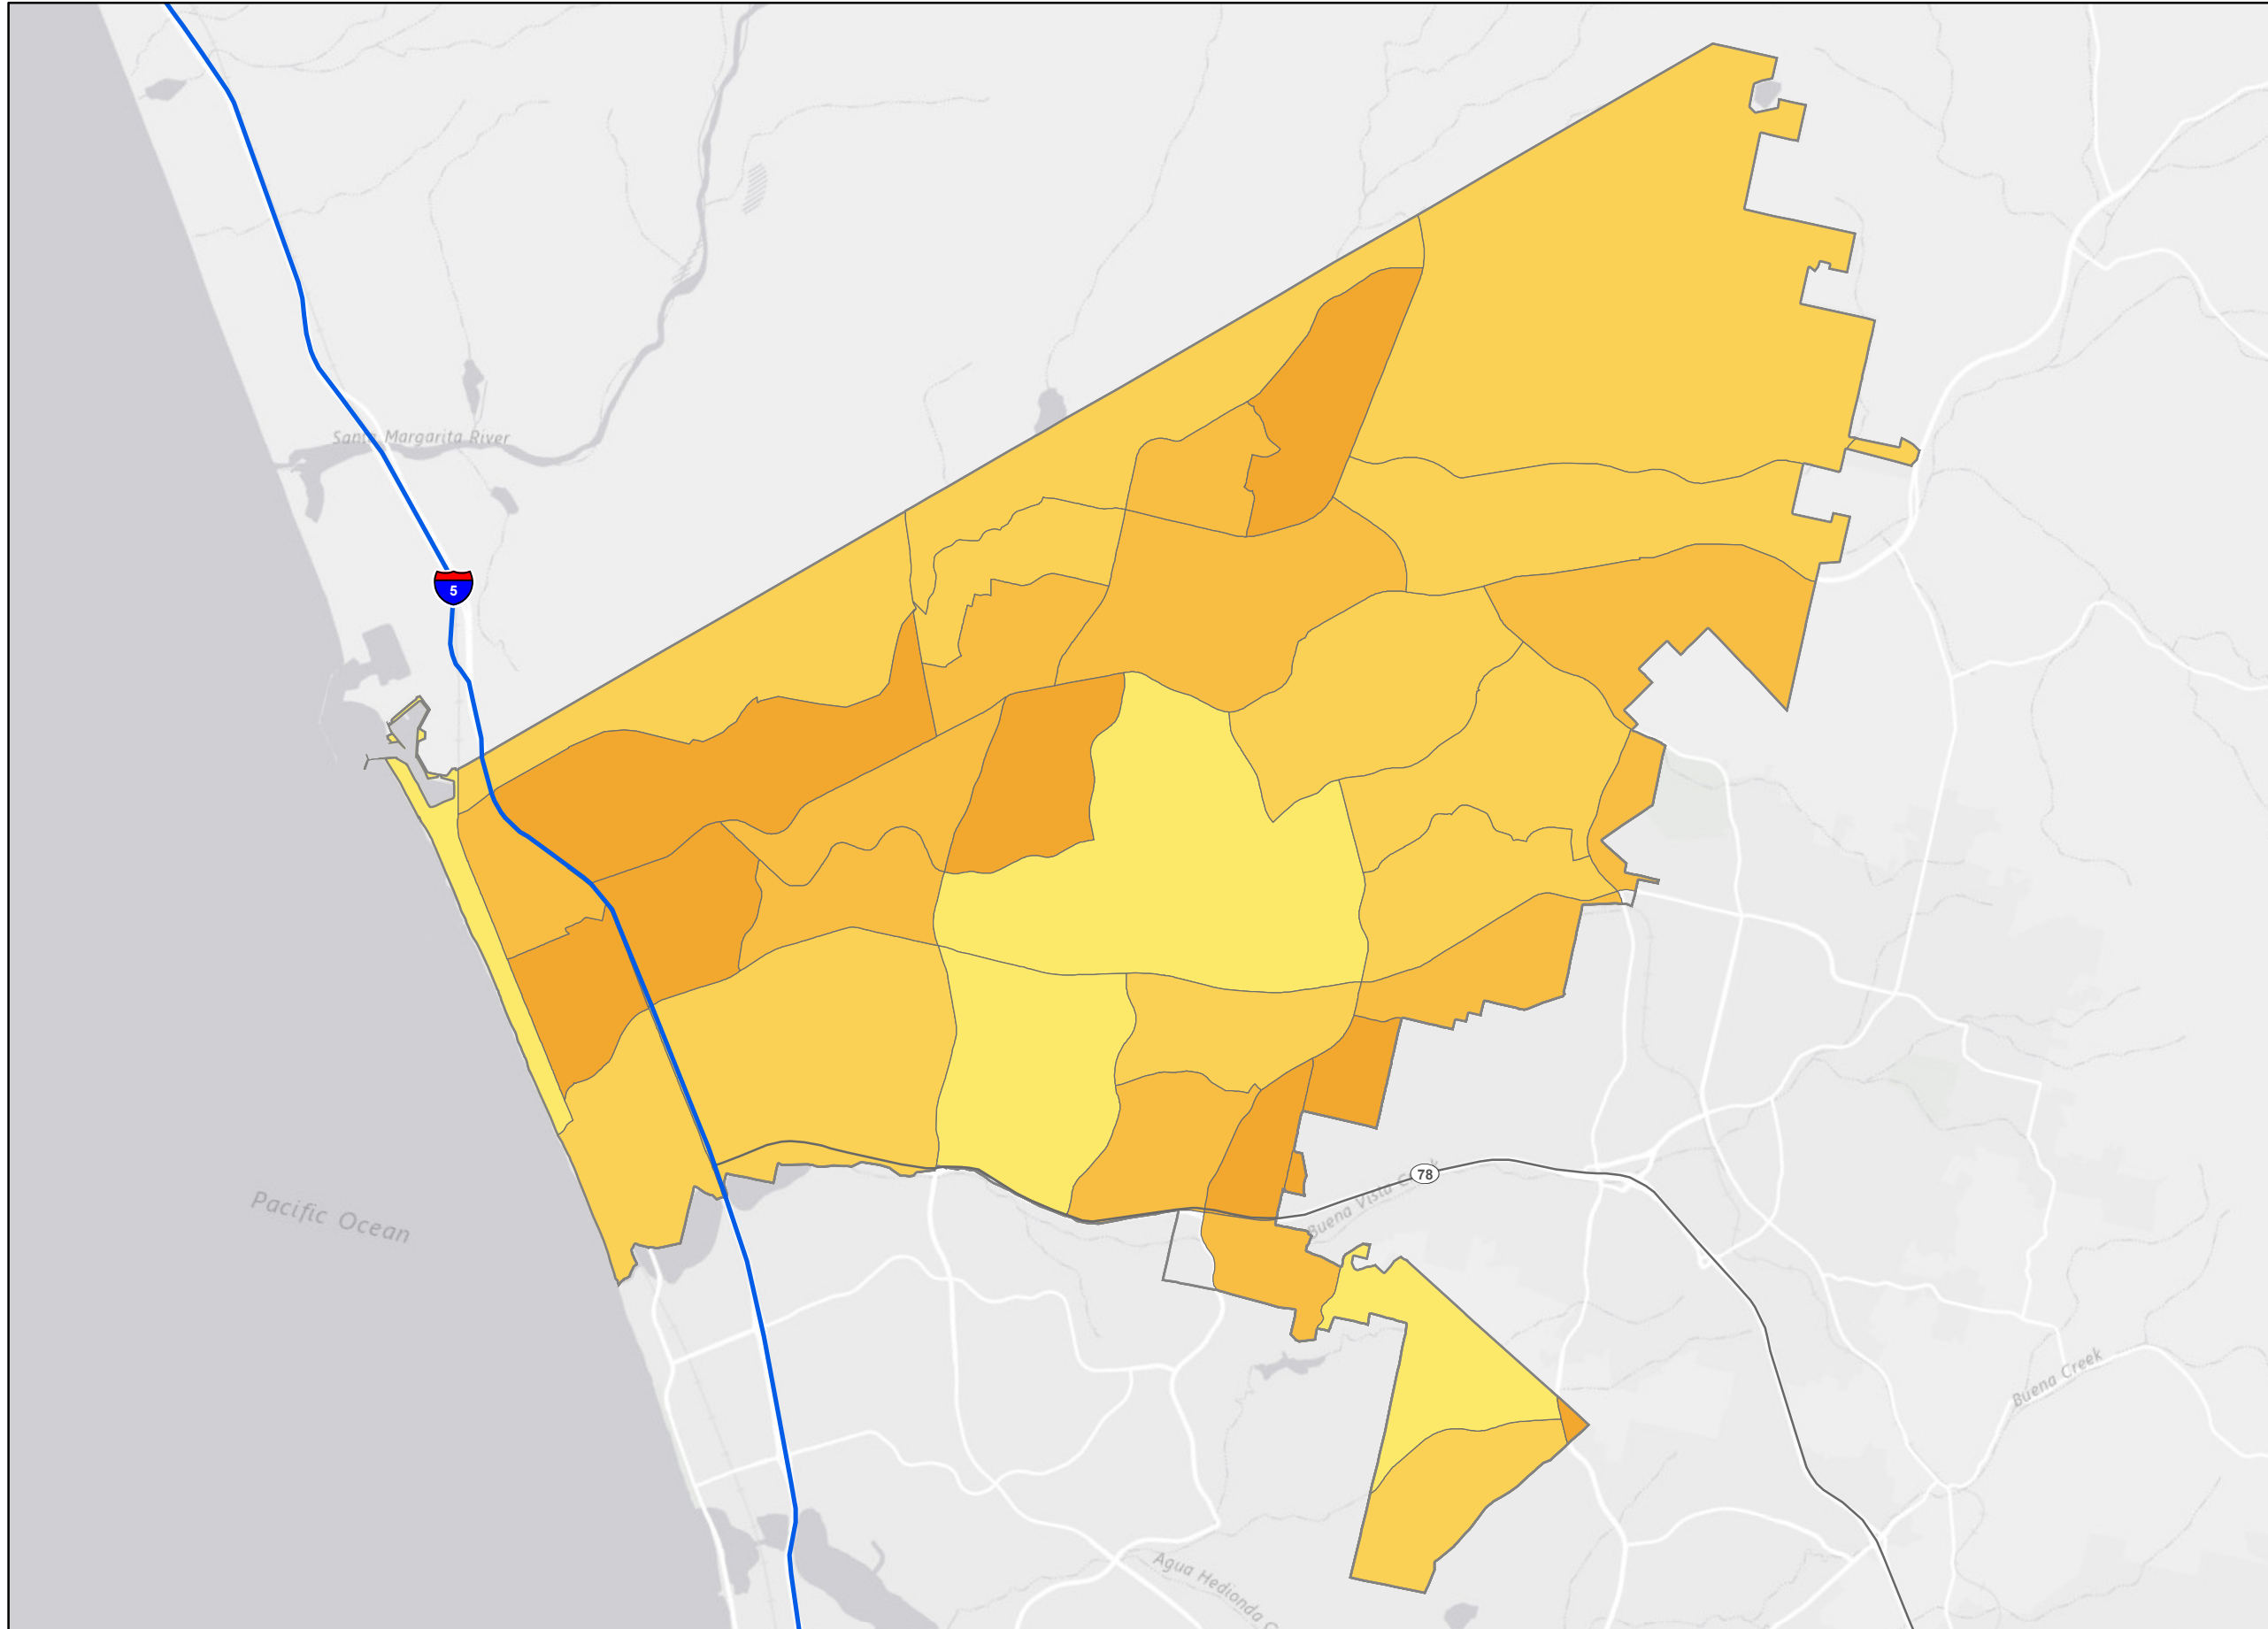 Santa Margarita River
5
Pacific Ocean
78
Buena Vista C
Buena Creek
Agua Hedionda C